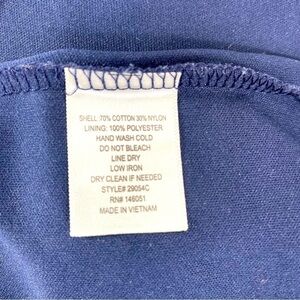 SHELL: 70% COTTON 30% NYLON
LINING: 100% POLYESTER
HAND WASH COLD
DO NOT BLEACH
LINE DRY
LOW IRON
DRY CLEAN IF NEEDED
STYLE# 29054C
RN# 146051
MADE IN VIETNAM